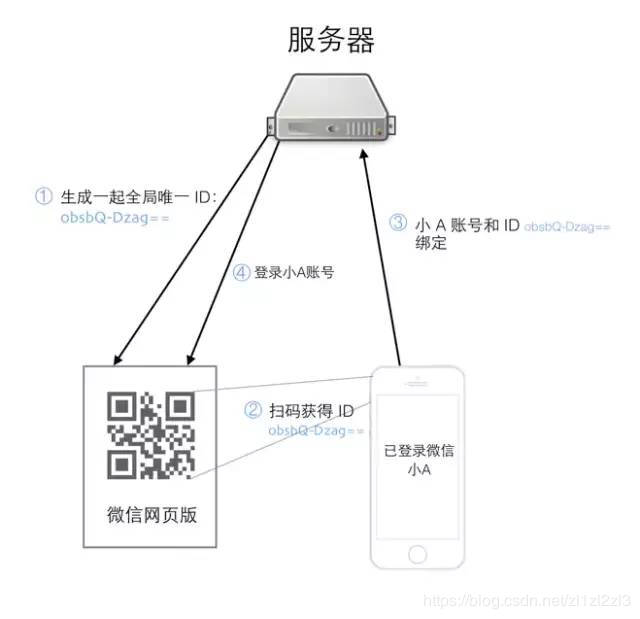 服务器
① 生成一起全局唯一 ID：
obsbQ-Dzag==
③ 小 A 账号和 ID obsbQ-Dzag==
绑定
④ 登录小A账号
② 扫码获得 ID
obsbQ-Dzag==
已登录微信
小A
微信网页版
https://blog.csdn.net/zl1zl2zl3